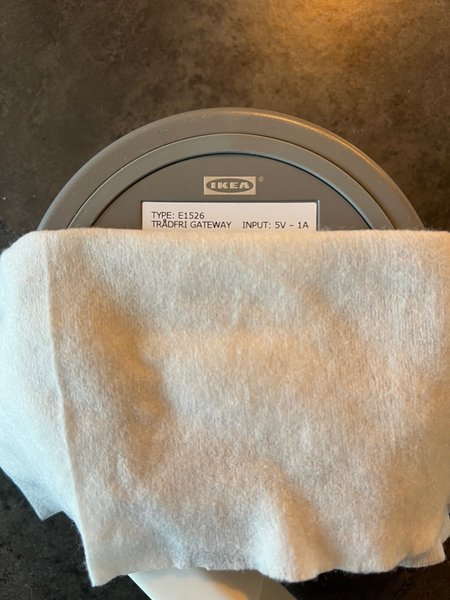 IKEA®
TYPE: E1526
TRÅDFRI GATEWAY INPUT: 5V – 1A